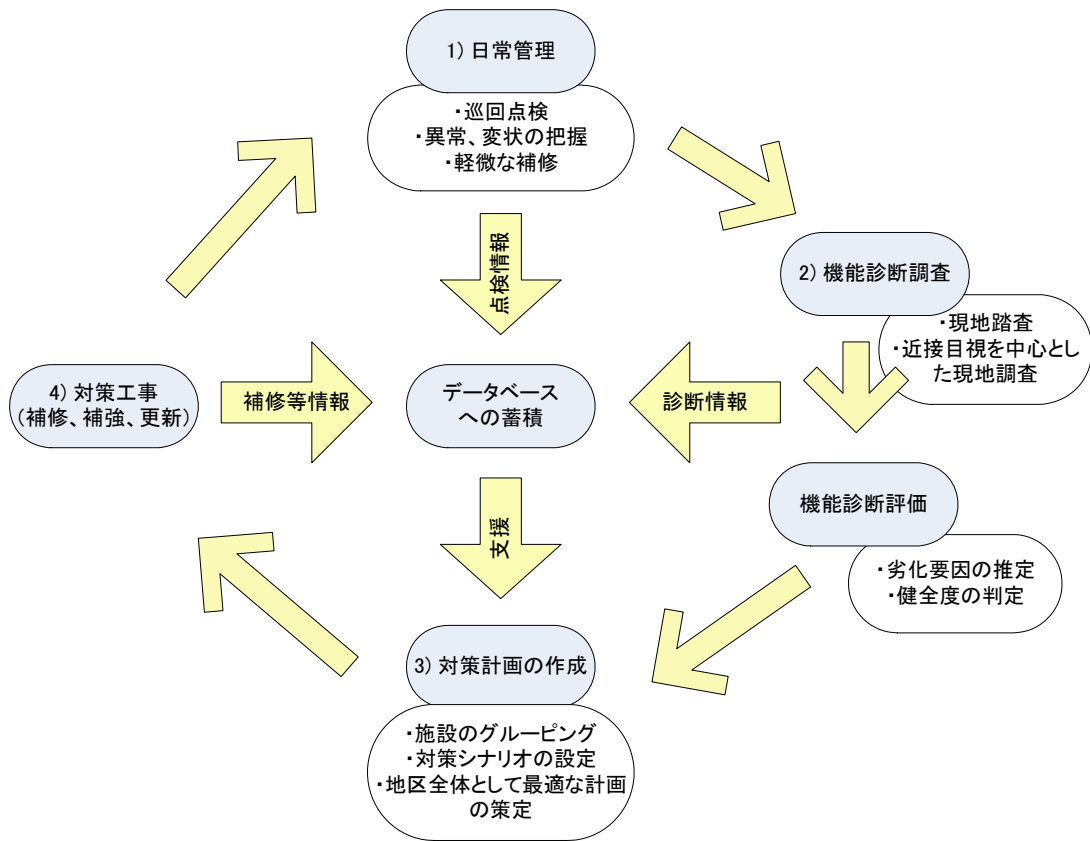 1) 日常管理
・巡回点検
・異常、変状の把握
・軽微な補修
点検情報
2) 機能診断調査
・現地踏査
・近接目視を中心とし
た現地調査
4) 対策工事
(補修、補強、更新)
補修等情報
データベース
への蓄積
診断情報
機能診断評価
・劣化要因の推定
・健全度の判定
支援
3) 対策計画の作成
・施設のグルーピング
・対策シナリオの設定
・地区全体として最適な計画
の策定